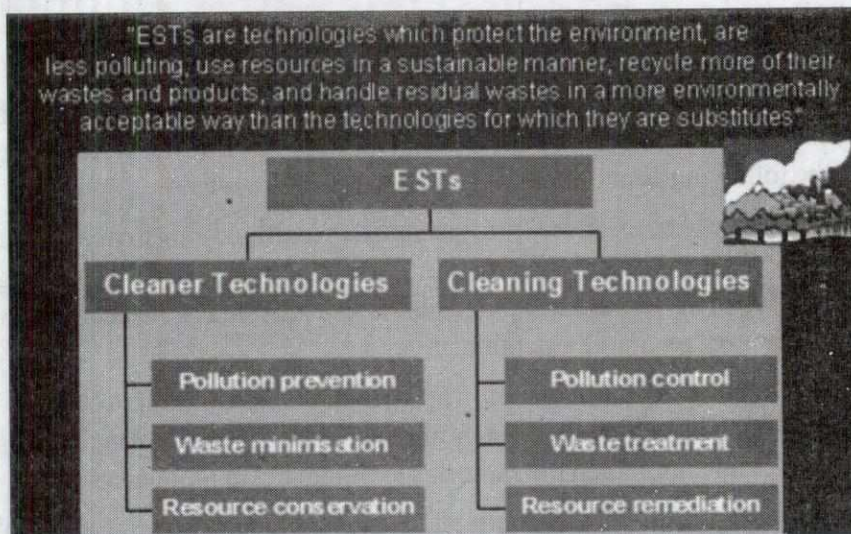 "ESTs are technologies which protect the environment, are
less polluting, use resources in a sustainable manner, recycle more of their
wastes and products, and handle residual wastes in a more environmentally
acceptable way than the technologies for which they are substitutes"
ESTs
Cleaner Technologies
Pollution prevention
Waste minimisation
Resource conservation
Cleaning Technologies
Pollution control
Waste treatment
Resource remediation